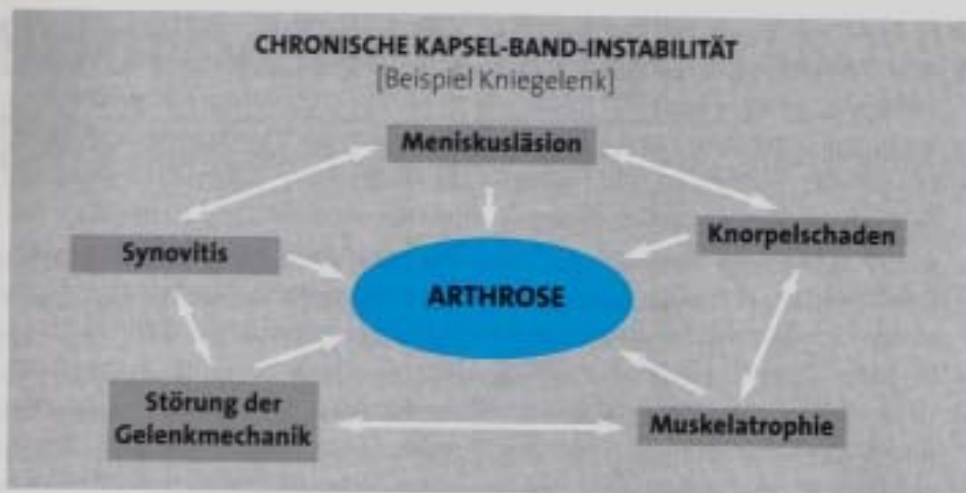 CHRONISCHE KAPSEL-BAND-INSTABILITÄT
[Beispiel Kniegelenk]
Meniskusläsion
Synovitis
Knorpelschaden
ARTHROSE
Störung der
Gelenkmechanik
Muskelatrophie